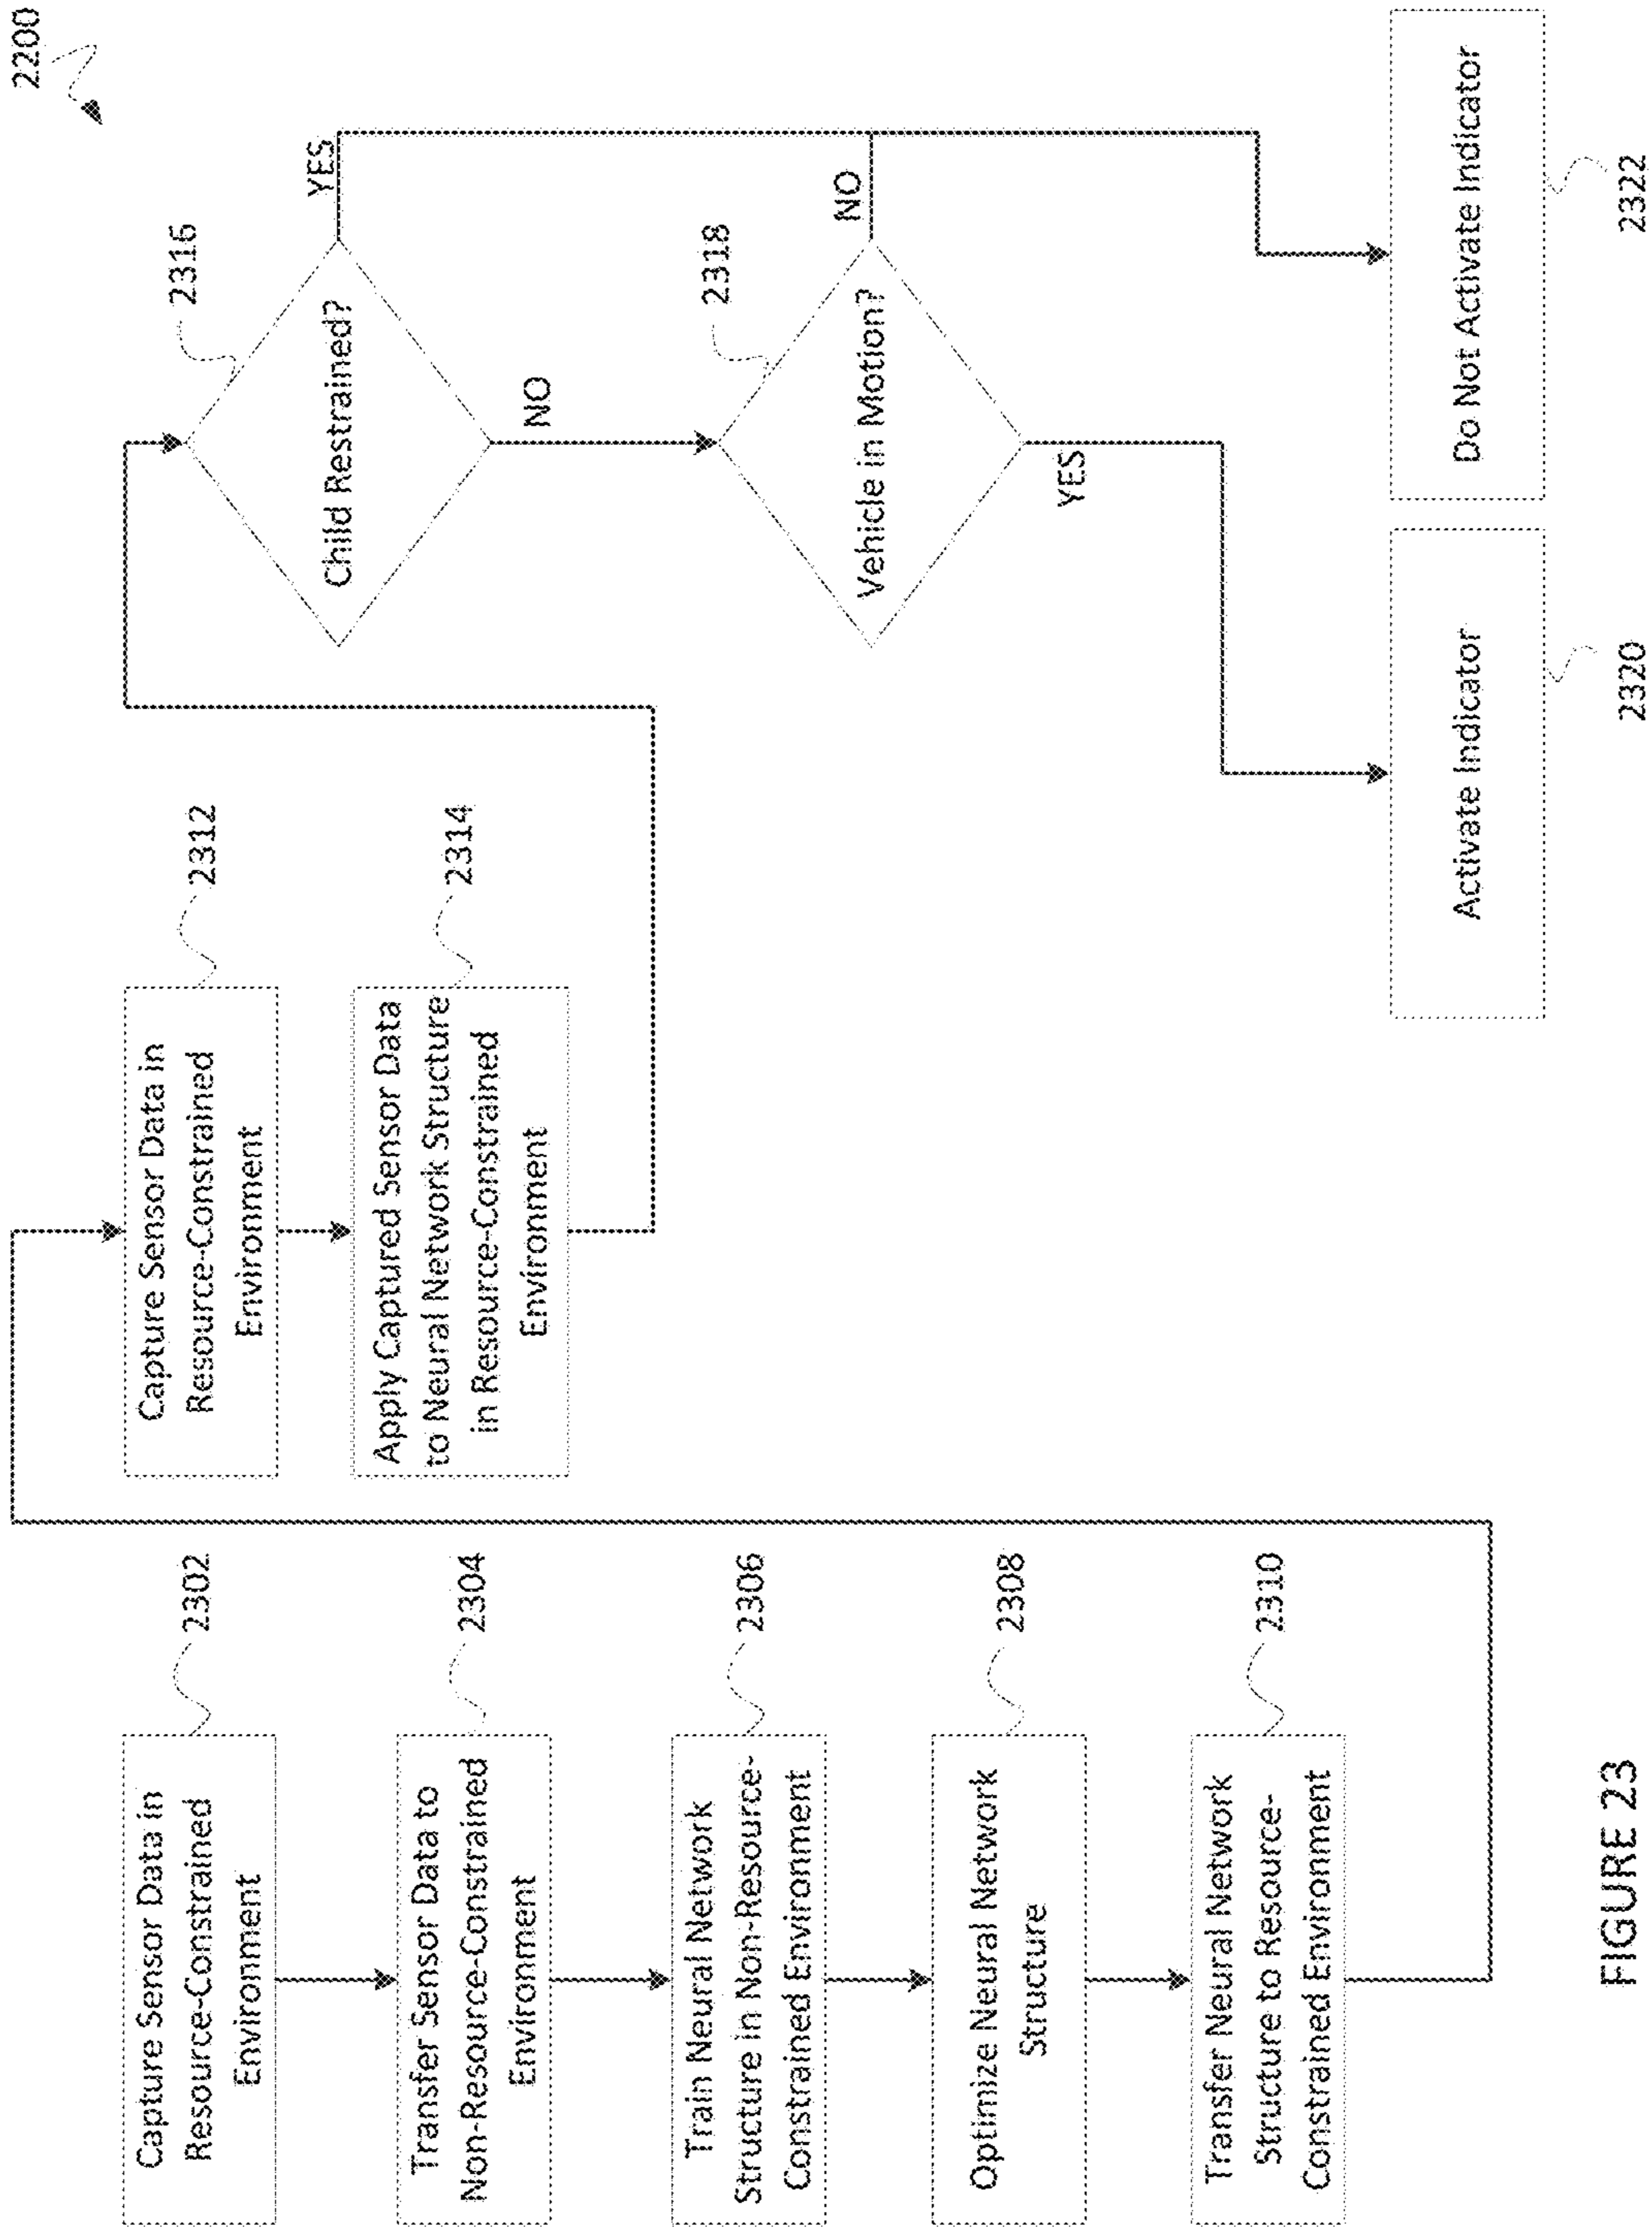 2200
Capture Sensor Data in
Resource-Constrained
Environment
2302
Transfer Sensor Data to
Non-Resource-Constrained
Environment
2304
Train Neural Network
Structure in Non-Resource-
Constrained Environment
2306
Optimize Neural Network
Structure
2308
Transfer Neural Network
Structure to Resource-
Constrained Environment
2310
Capture Sensor Data in
Resource-Constrained
Environment
2312
Apply Captured Sensor Data
to Neural Network Structure
in Resource-Constrained
Environment
2314
Child Restrained?
2316
YES
NO
Vehicle in Motion?
2318
NO
YES
Activate Indicator
2320
Do Not Activate Indicator
2322
FIGURE 23